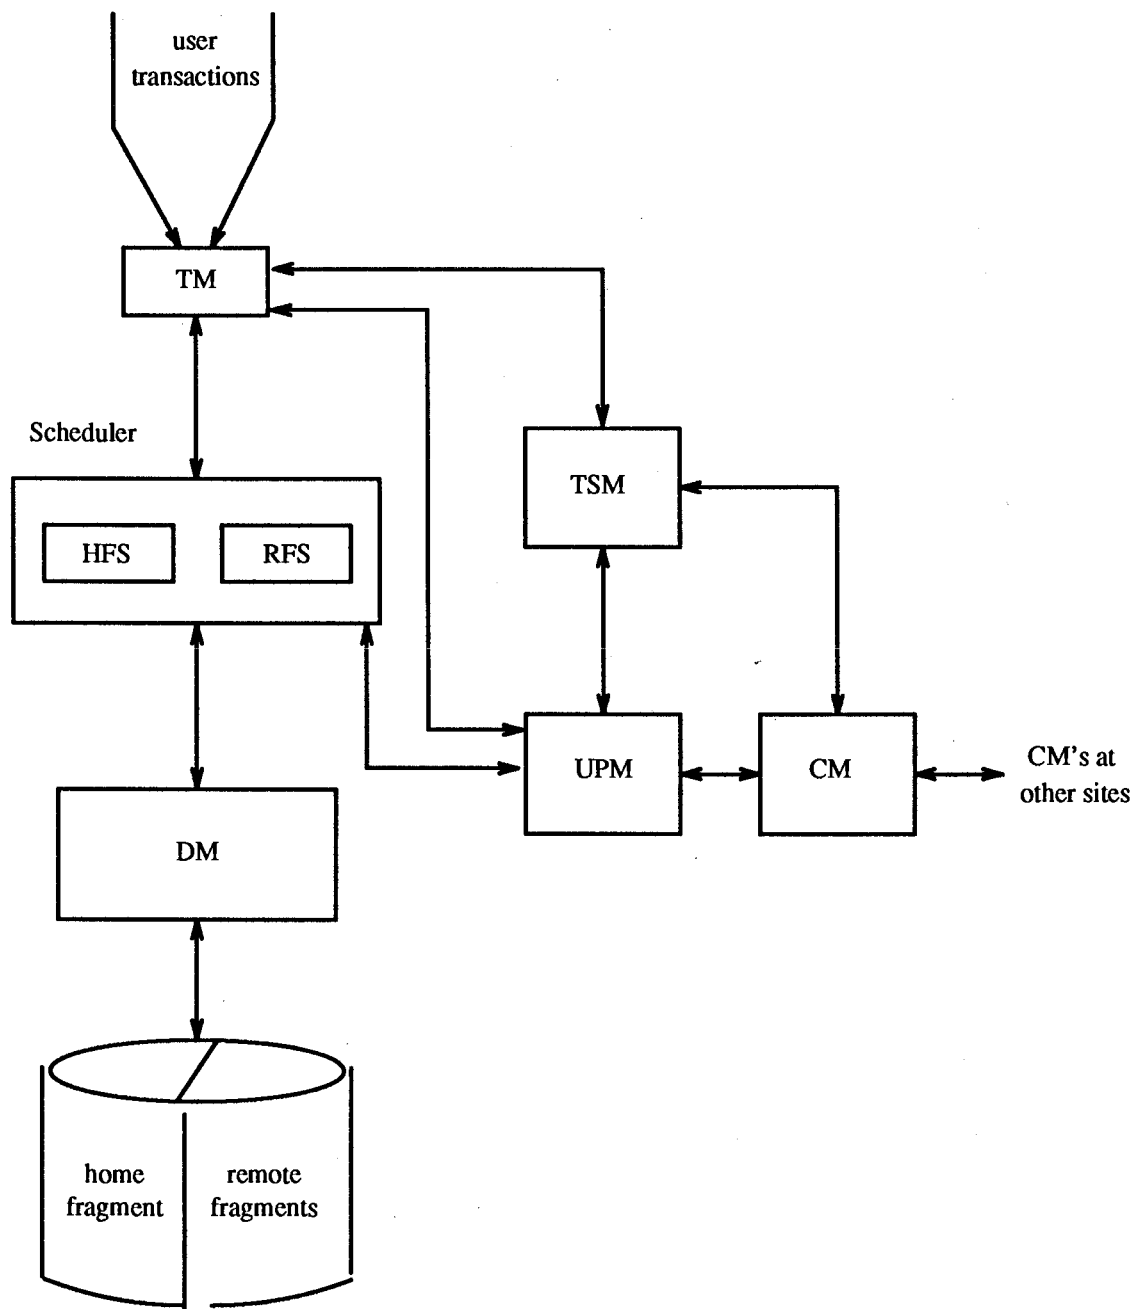 user
transactions
TM
Scheduler
TSM
HFS
RFS
UPM
CM
CM's at
other sites
DM
home
fragment
remote
fragments